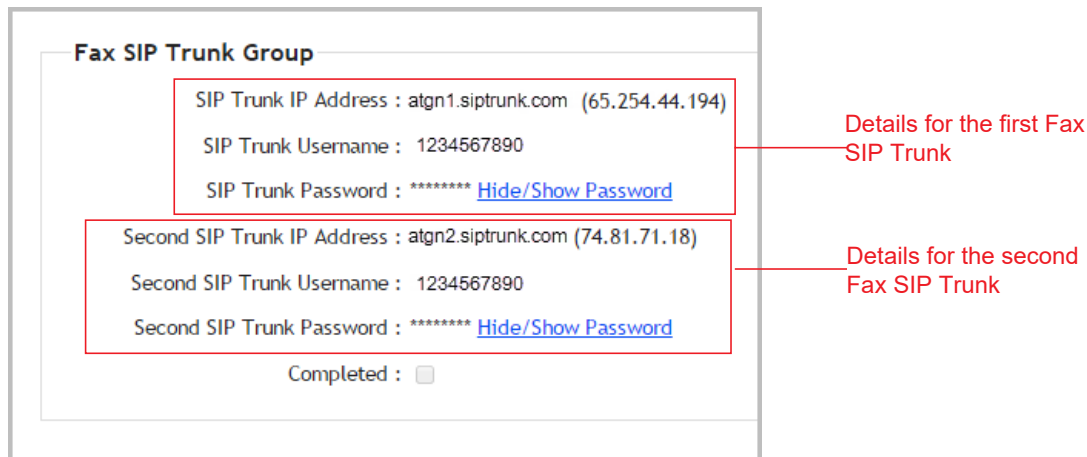 Fax SIP Trunk Group
SIP Trunk IP Address : atgn1.siptrunk.com (65.254.44.194)
SIP Trunk Username : 1234567890
SIP Trunk Password : ******** Hide/Show Password
Details for the first Fax
SIP Trunk
Second SIP Trunk IP Address : atgn2.siptrunk.com (74.81.71.18)
Second SIP Trunk Username : 1234567890
Second SIP Trunk Password : ******** Hide/Show Password
Details for the second
Fax SIP Trunk
Completed :